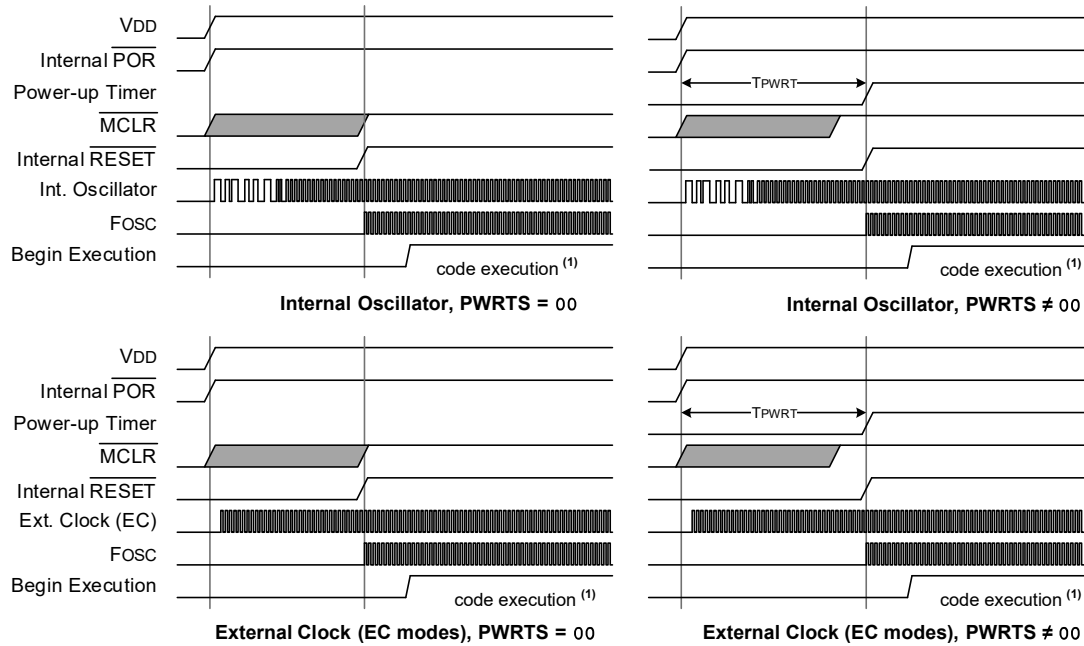 VDD
Internal POR
Power-up Timer
TPWRT
MCLR
Internal RESET
Int. Oscillator
FOSC
Begin Execution
code execution (1)
code execution (1)
Internal Oscillator, PWRTS = 00
Internal Oscillator, PWRTS ≠ 00
VDD
Internal POR
Power-up Timer
TPWRT
MCLR
Internal RESET
Ext. Clock (EC)
FOSC
Begin Execution
code execution (1)
code execution (1)
External Clock (EC modes), PWRTS = 00
External Clock (EC modes), PWRTS ≠ 00